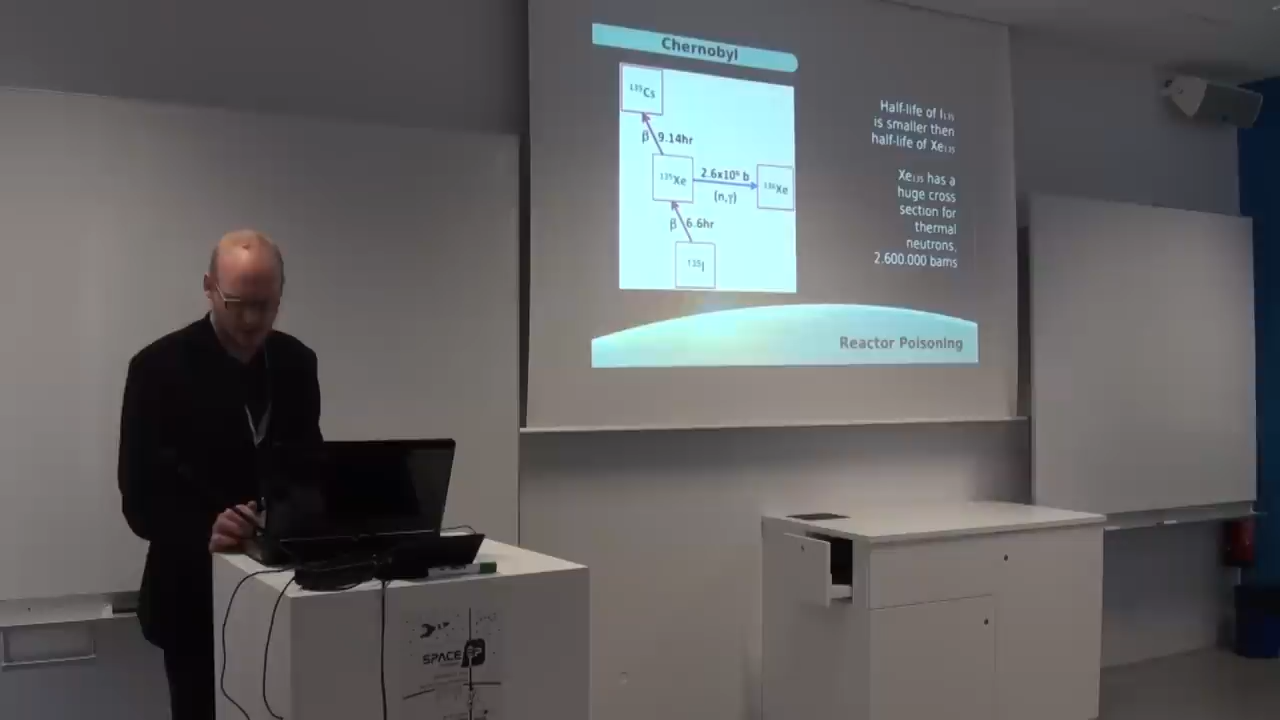 Chernobyl
¹³⁵Cs
β⁻ 9.14hr
¹³⁵Xe
2.6x10⁶ b
(n,γ)
¹³⁶Xe
β⁻ 6.6hr
¹³⁵I
Half-life of I₁₃₅
is smaller then
half-life of Xe₁₃₅
Xe₁₃₅ has a
huge cross
section for
thermal
neutrons,
2.600.000 barns
Reactor Poisoning
SPACE UP